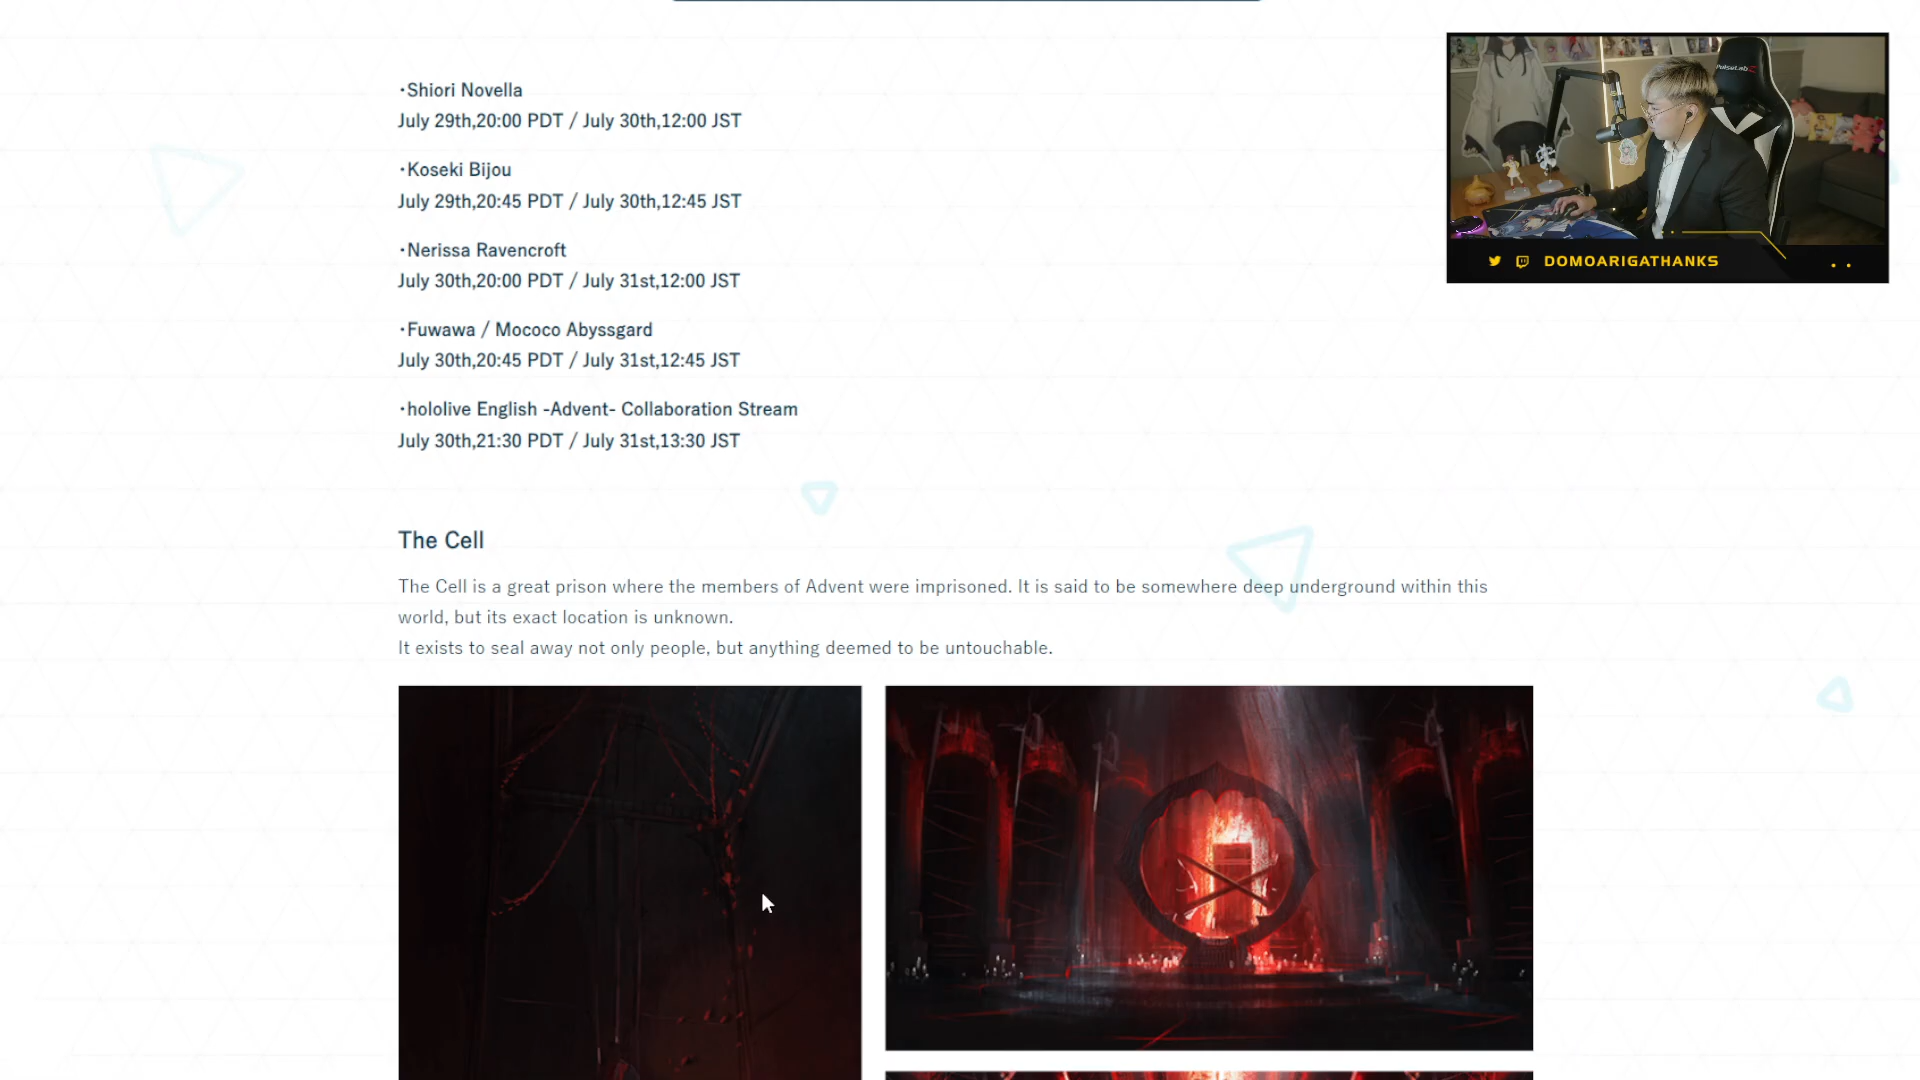 ・Shiori Novella
July 29th,20:00 PDT / July 30th,12:00 JST
・Koseki Bijou
July 29th,20:45 PDT / July 30th,12:45 JST
・Nerissa Ravencroft
July 30th,20:00 PDT / July 31st,12:00 JST
・Fuwawa / Mococo Abyssgard
July 30th,20:45 PDT / July 31st,12:45 JST
・hololive English -Advent- Collaboration Stream
July 30th,21:30 PDT / July 31st,13:30 JST
DOMOARIGATHANKS
The Cell
The Cell is a great prison where the members of Advent were imprisoned. It is said to be somewhere deep underground within this
world, but its exact location is unknown.
It exists to seal away not only people, but anything deemed to be untouchable.